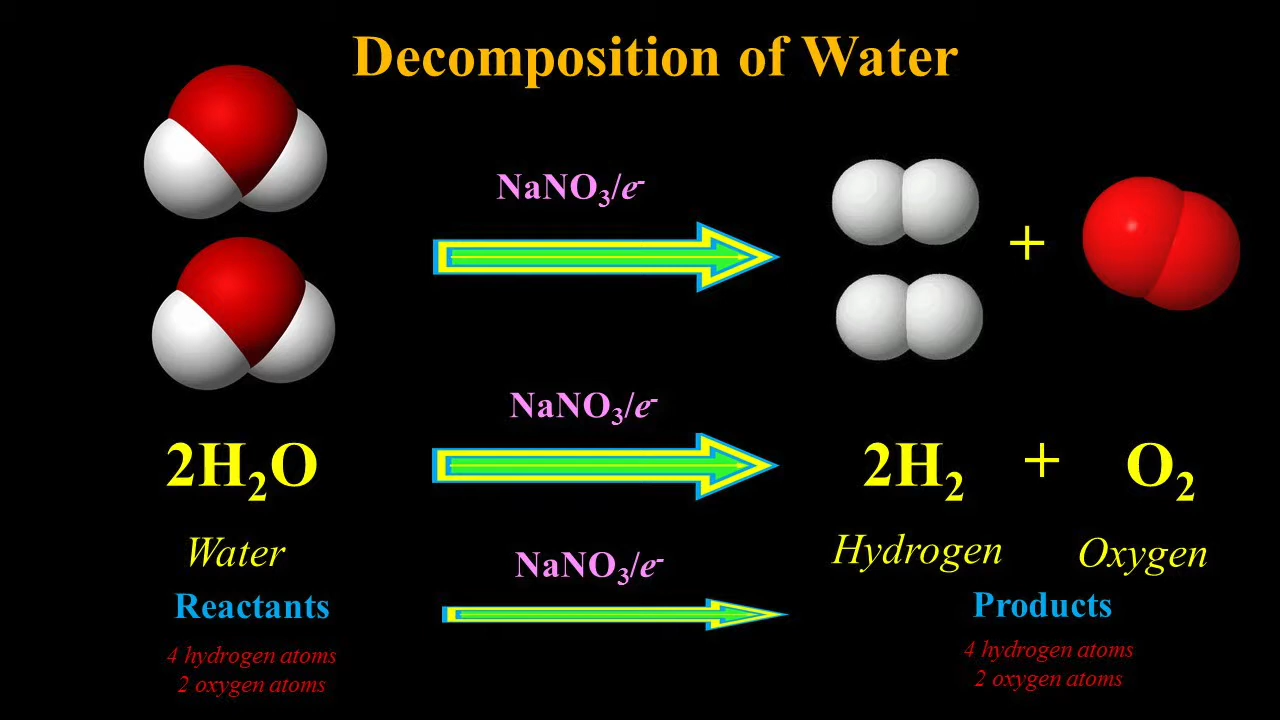 Decomposition of Water
NaNO₃/e⁻
+
NaNO₃/e⁻
2H₂O 2H₂ + O₂
Water Hydrogen Oxygen
NaNO₃/e⁻
Reactants Products
4 hydrogen atoms 4 hydrogen atoms
2 oxygen atoms 2 oxygen atoms